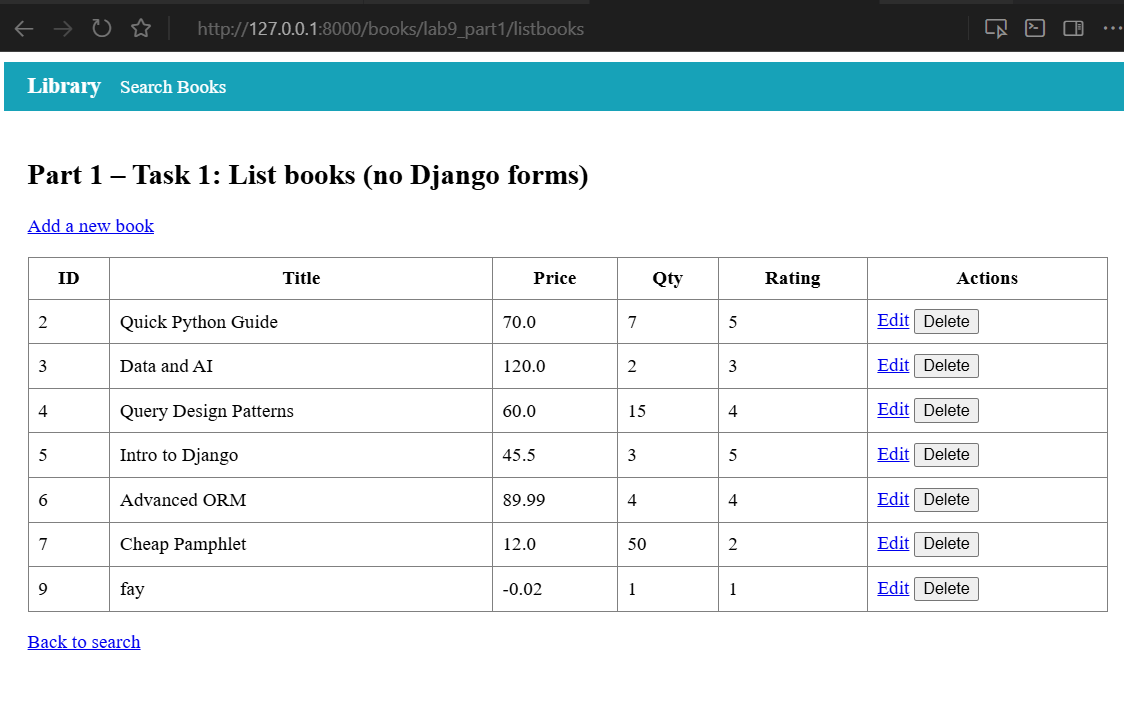 http://127.0.0.1:8000/books/lab9_part1/listbooks
Library Search Books
Part 1 – Task 1: List books (no Django forms)
Add a new book
ID Title Price Qty Rating Actions
2 Quick Python Guide 70.0 7 5 Edit Delete
3 Data and AI 120.0 2 3 Edit Delete
4 Query Design Patterns 60.0 15 4 Edit Delete
5 Intro to Django 45.5 3 5 Edit Delete
6 Advanced ORM 89.99 4 4 Edit Delete
7 Cheap Pamphlet 12.0 50 2 Edit Delete
9 fay -0.02 1 1 Edit Delete
Back to search